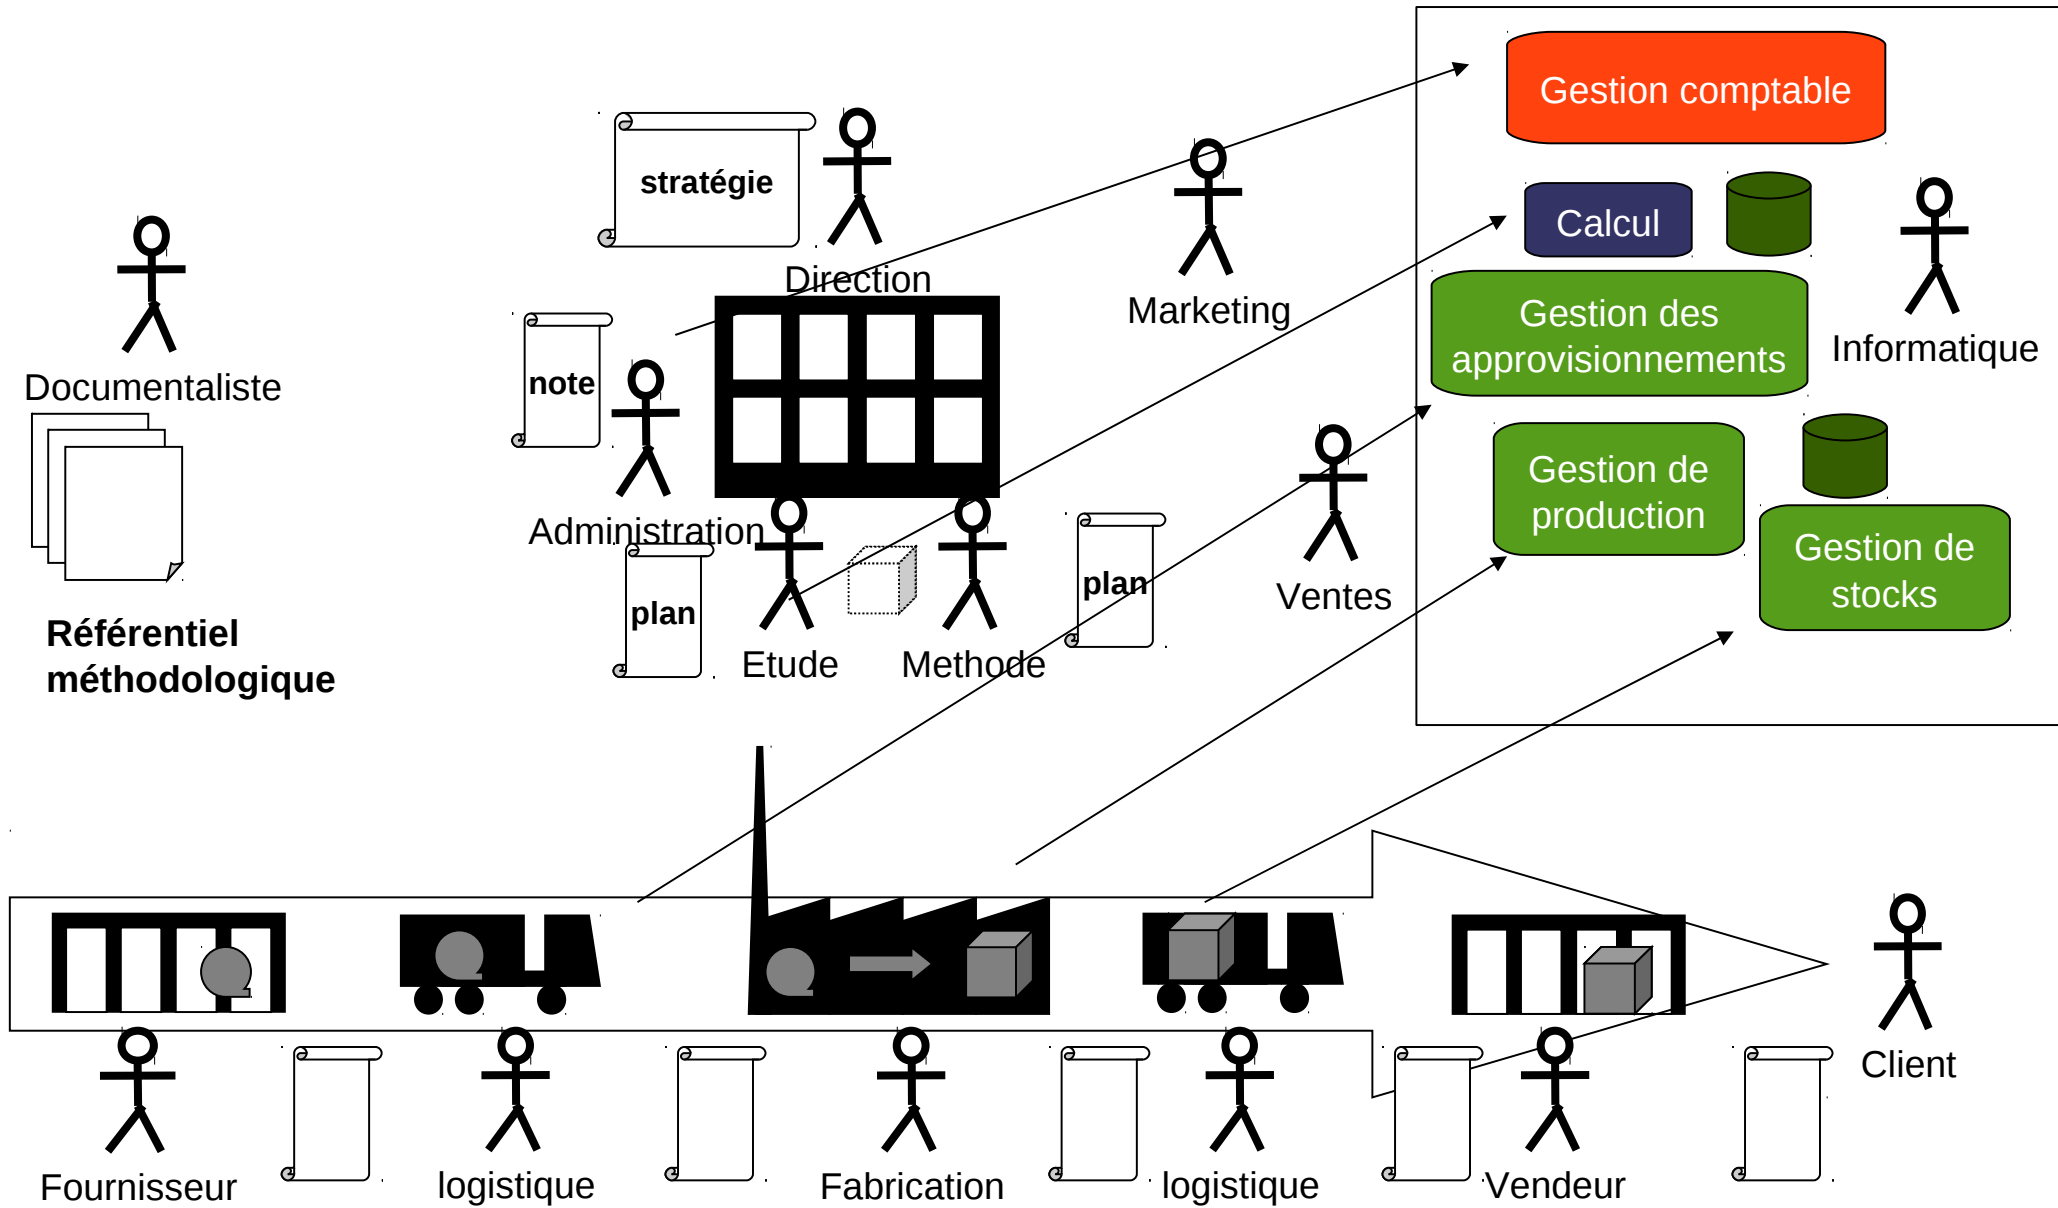 Gestion comptable
stratégie
Calcul
Direction
Marketing
Gestion des
approvisionnements
Informatique
Documentaliste
note
Gestion de
production
Administration
Gestion de
stocks
plan
plan
Ventes
Etude
Methode
Référentiel
méthodologique
Client
Fournisseur
logistique
Fabrication
logistique
Vendeur